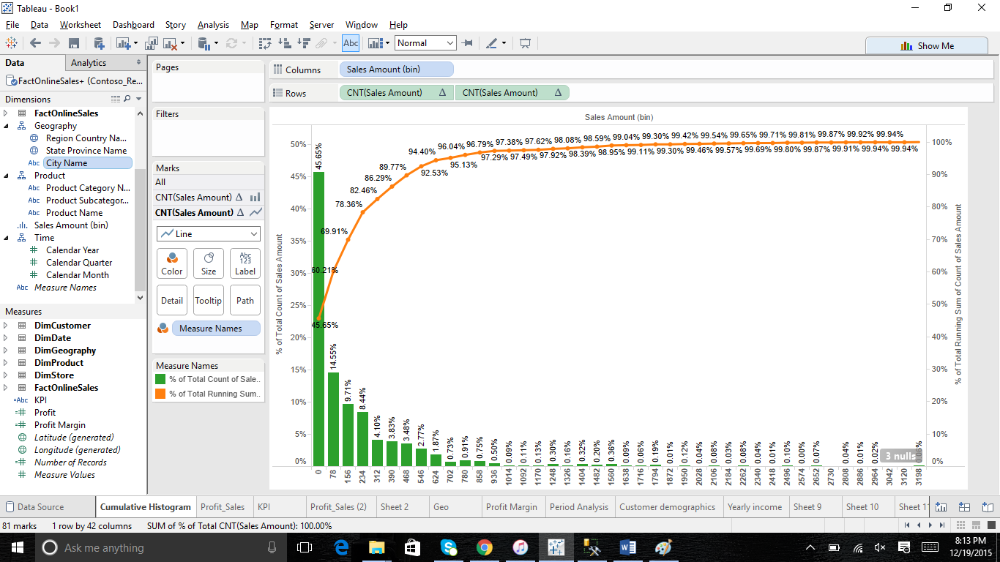 Tableau - Book1
File Data Worksheet Dashboard Story Analysis Map Format Server Window Help
Abc Normal Show Me
Data Analytics
FactOnlineSales+ (Contoso_Re...
Dimensions
FactOnlineSales
Geography
Region Country Na...
State Province Name
Abc City Name
Product
Abc Product Category N...
Abc Product Subcategor...
Abc Product Name
Sales Amount (bin)
Time
# Calendar Year
# Calendar Quarter
# Calendar Month
Abc Measure Names
Measures
DimCustomer
DimDate
DimGeography
DimProduct
DimStore
FactOnlineSales
=Abc KPI
=# Profit
=# Profit Margin
Latitude (generated)
Longitude (generated)
=# Number of Records
# Measure Values
Pages
Filters
Marks
All
CNT(Sales Amount) Δ
CNT(Sales Amount) Δ
Line
Color Size Abc 123 Label
Detail Tooltip Path
Measure Names
Measure Names
% of Total Count of Sale..
% of Total Running Sum..
Columns Sales Amount (bin)
Rows CNT(Sales Amount) Δ CNT(Sales Amount) Δ
Sales Amount (bin)
% of Total Count of Sales Amount
50%
45%
40%
35%
30%
25%
20%
15%
10%
5%
0%
45.65% 60.21% 69.91% 78.36% 82.46% 86.29% 89.77% 92.53% 94.40% 95.13% 96.04% 96.79% 97.29% 97.38% 97.49% 97.62% 97.92% 98.08% 98.39% 98.59% 98.95% 99.04% 99.11% 99.30% 99.30% 99.42% 99.46% 99.54% 99.57% 99.65% 99.69% 99.71% 99.80% 99.81% 99.87% 99.87% 99.91% 99.92% 99.94% 99.94% 99.94%
45.65% 14.55% 9.71% 8.44% 4.10% 3.83% 3.48% 2.77% 1.87% 0.73% 0.91% 0.75% 0.50% 0.09% 0.11% 0.13% 0.30% 0.16% 0.32% 0.20% 0.36% 0.09% 0.06% 0.19% 0.01% 0.12% 0.04% 0.08% 0.03% 0.08% 0.04% 0.01% 0.10% 0.00% 0.07% 0.04% 0.01% 0.02% 0.06%
3 nulls
0 78 156 234 312 390 468 546 624 702 780 858 936 1014 1092 1170 1248 1326 1404 1482 1560 1638 1716 1794 1872 1950 2028 2106 2184 2262 2340 2418 2496 2574 2652 2730 2808 2886 2964 3042 3120 3198
100%
90%
80%
70%
60%
50%
40%
30%
20%
10%
0%
% of Total Running Sum of Count of Sales Amount
Data Source Cumulative Histogram Profit_Sales KPI Profit_Sales (2) Sheet 2 Geo Profit Margin Period Analysis Customer demographics Yearly income Sheet 9 Sheet 10 Sheet 11
81 marks 1 row by 42 columns SUM of % of Total CNT(Sales Amount): 100.00%
Ask me anything
8:13 PM
12/19/2015